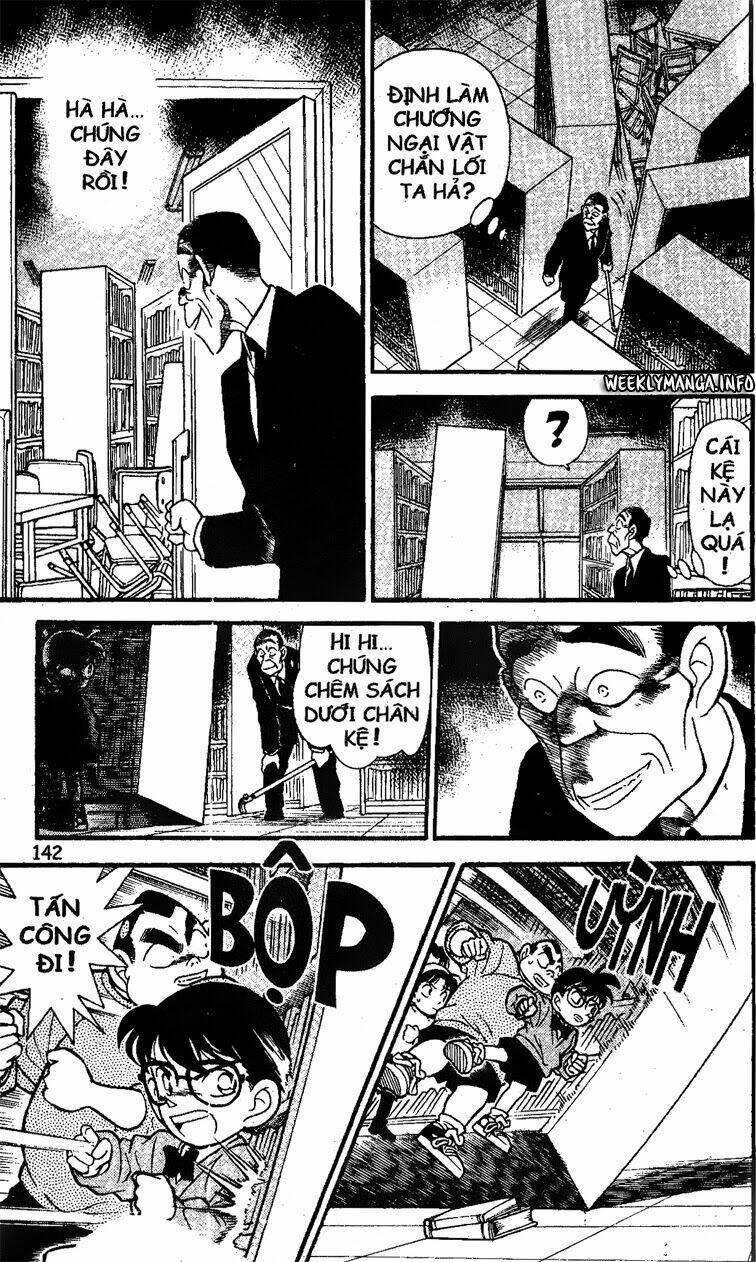 HÀ HÀ...
CHÚNG
ĐÂY
RỒI!
ĐỊNH LÀM
CHƯỚNG
NGẠI VẬT
CHẮN LỐI
TA HẢ?
WEEKLYMANGA.INFO
?
CÁI
KỆ
NÀY
LẠ
QUÁ
!
HI HI...
CHÚNG
CHÊM SÁCH
DƯỚI CHÂN
KỆ!
142
TẤN
CÔNG
ĐI!
BỘP
UỲNH